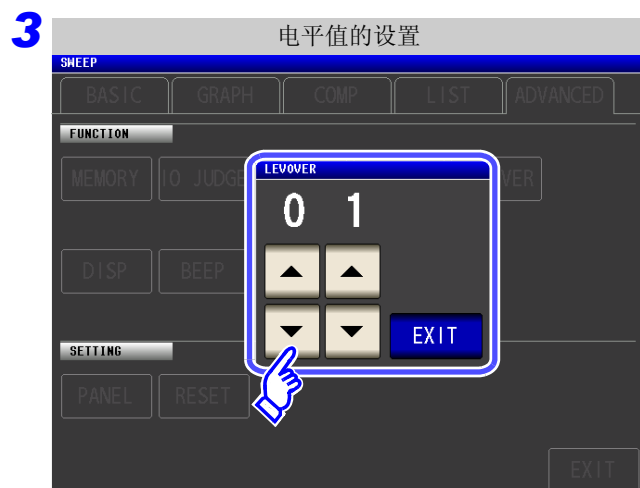 3
电平值的设置
SWEEP
BASIC GRAPH COMP LIST ADVANCED
FUNCTION
MEMORY IO JUDGE VER
LEVOVER
0 1
DISP BEEP
EXIT
SETTING
PANEL RESET
EXIT